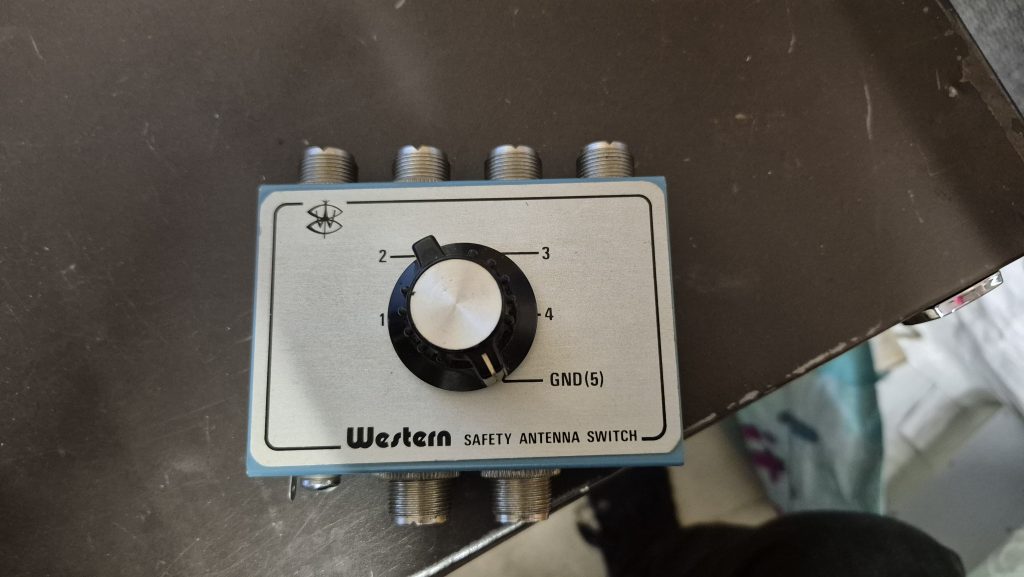 2 3
1 4
GND(5)
Western SAFETY ANTENNA SWITCH